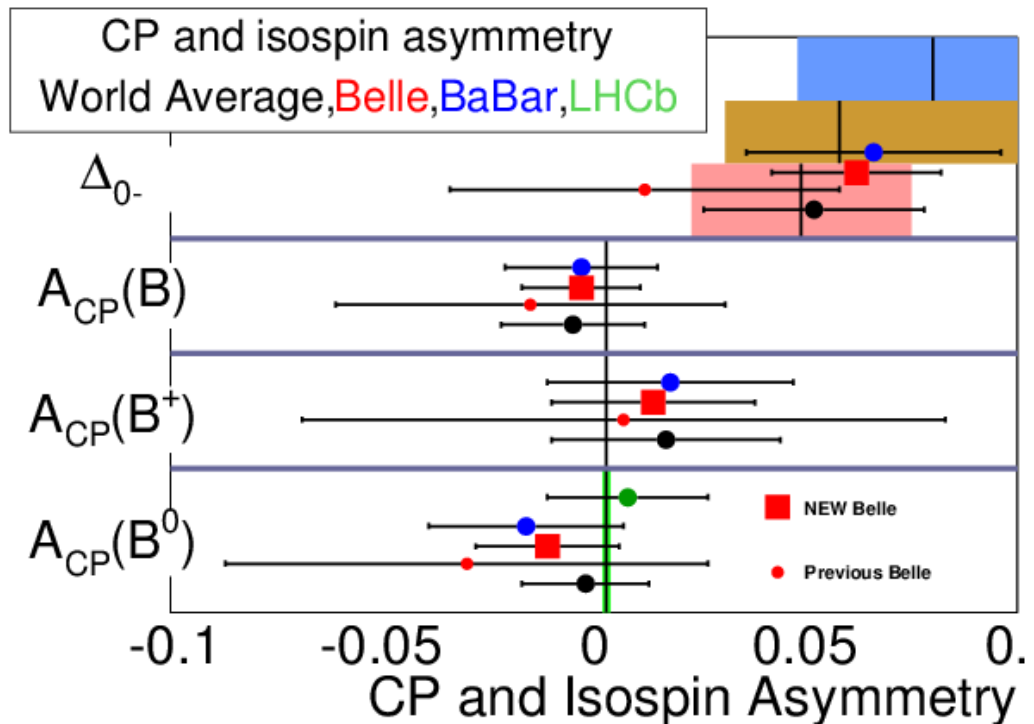 CP and isospin asymmetry
World Average,Belle,BaBar,LHCb
Δ0-
ACP(B)
ACP(B+)
ACP(B0)
NEW Belle
Previous Belle
-0.1 -0.05 0 0.05 0.
CP and Isospin Asymmetry